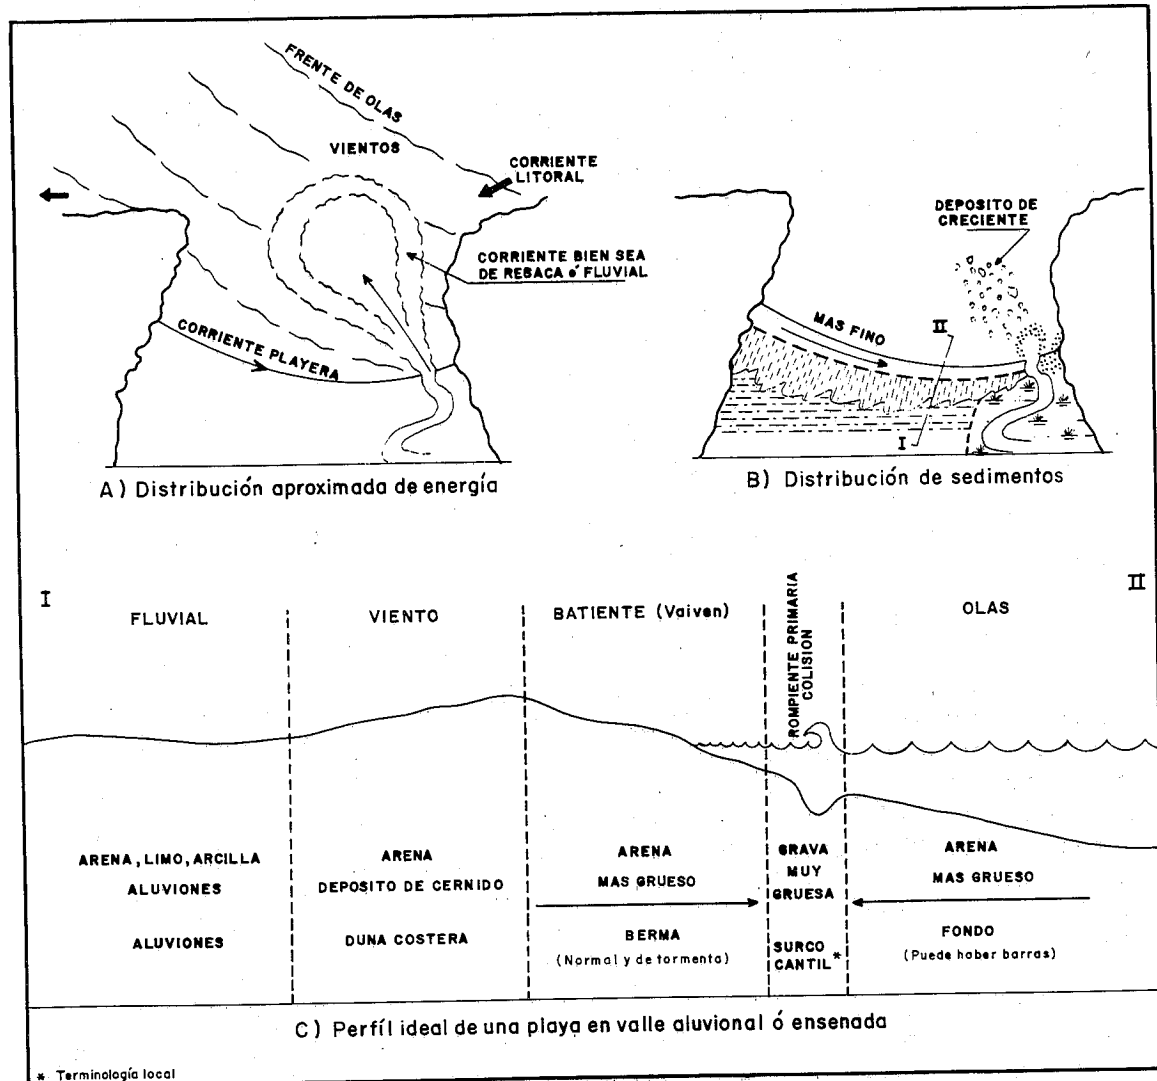 FRENTE DE OLAS
VIENTOS
CORRIENTE
LITORAL
CORRIENTE BIEN SEA
DE RESACA ó FLUVIAL
CORRIENTE PLAYERA
A) Distribución aproximada de energía
DEPOSITO DE
CRECIENTE
MAS FINO
II
I
B) Distribución de sedimentos
I
II
FLUVIAL
VIENTO
BATIENTE (Vaiven)
ROMPIENTE PRIMARIA
COLISION
OLAS
ARENA, LIMO, ARCILLA
ALUVIONES
ALUVIONES
ARENA
DEPOSITO DE CERNIDO
DUNA COSTERA
ARENA
MAS GRUESO
BERMA
(Normal y de tormenta)
GRAVA
MUY
GRUESA
SURCO
CANTIL*
ARENA
MAS GRUESO
FONDO
(Puede haber barras)
C) Perfíl ideal de una playa en valle aluvional ó ensenada
* Terminología local